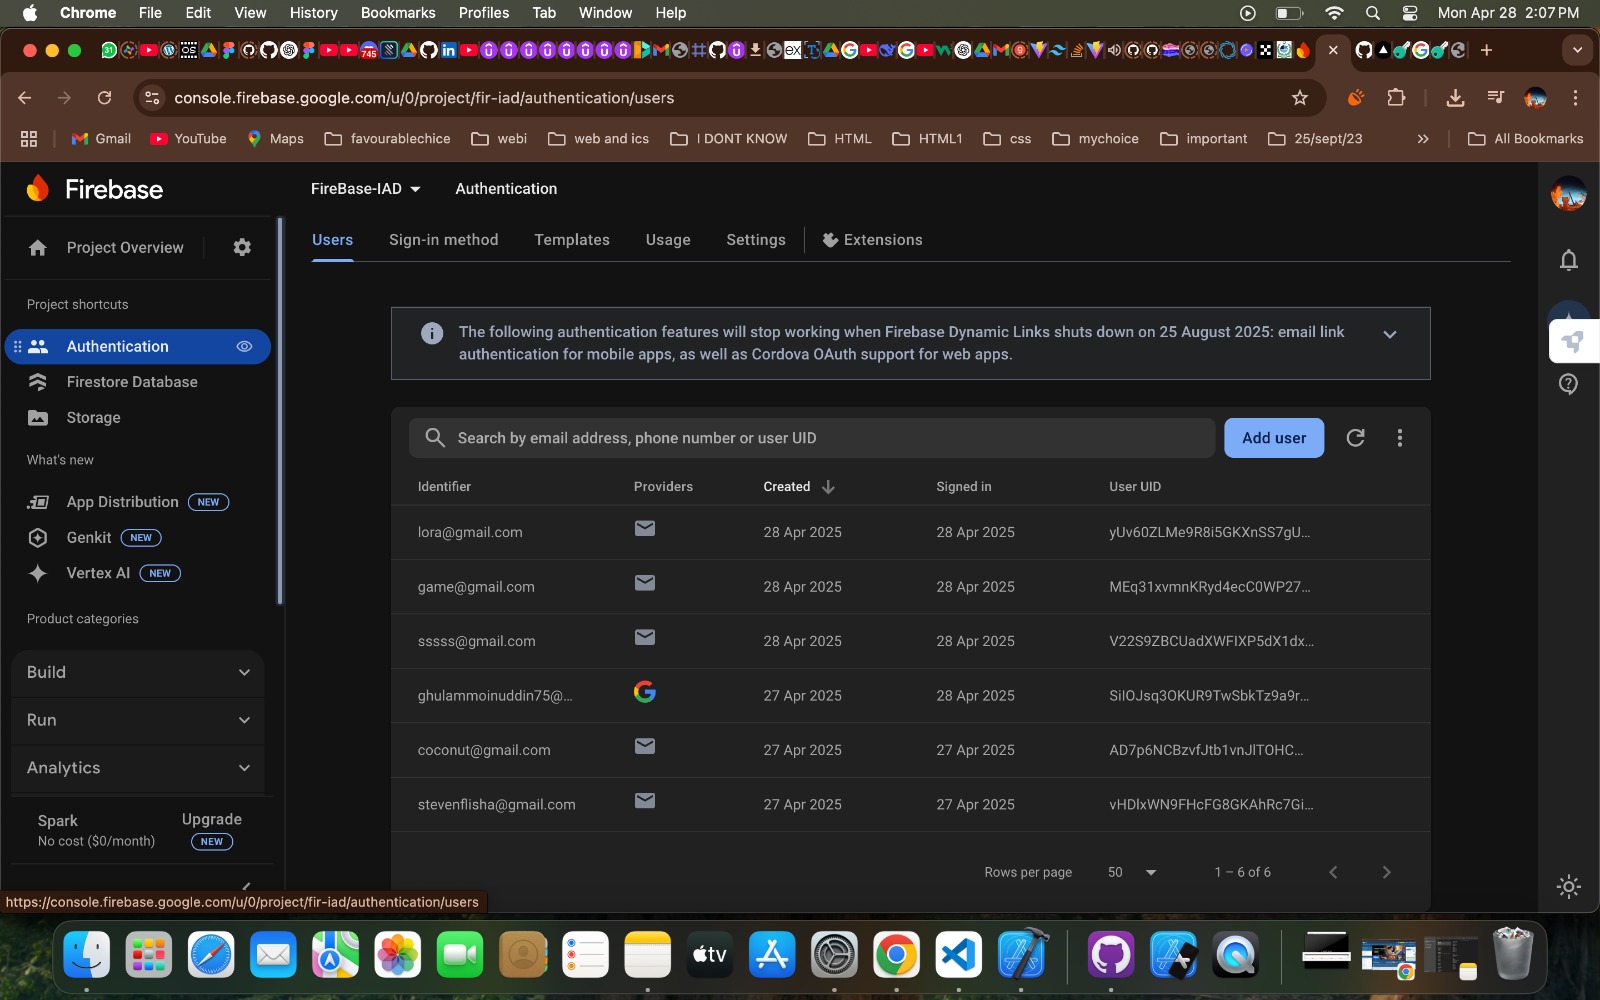 Chrome File Edit View History Bookmarks Profiles Tab Window Help Mon Apr 28 2:07 PM
console.firebase.google.com/u/0/project/fir-iad/authentication/users
Gmail YouTube Maps favourablechice webi web and ics I DONT KNOW HTML HTML1 css mychoice important 25/sept/23 » All Bookmarks
Firebase
FireBase-IAD Authentication
Project Overview
Users Sign-in method Templates Usage Settings Extensions
Project shortcuts
Authentication
Firestore Database
Storage
What's new
App Distribution NEW
Genkit NEW
Vertex AI NEW
Product categories
Build
Run
Analytics
Spark
No cost ($0/month)
Upgrade
NEW
The following authentication features will stop working when Firebase Dynamic Links shuts down on 25 August 2025: email link
authentication for mobile apps, as well as Cordova OAuth support for web apps.
Search by email address, phone number or user UID Add user
Identifier Providers Created Signed in User UID
lora@gmail.com 28 Apr 2025 28 Apr 2025 yUv60ZLMe9R8i5GKXnSS7gU...
game@gmail.com 28 Apr 2025 28 Apr 2025 MEq31xvmnKRyd4ecC0WP27...
sssss@gmail.com 28 Apr 2025 28 Apr 2025 V22S9ZBCUadXWFIXP5dX1dx...
ghulammoinuddin75@... 27 Apr 2025 28 Apr 2025 SiIOJsq3OKUR9TwSbkTz9a9r...
coconut@gmail.com 27 Apr 2025 27 Apr 2025 AD7p6NCBzvfJtb1vnJlTOHC...
stevenflisha@gmail.com 27 Apr 2025 27 Apr 2025 vHDlxWN9FHcFG8GKAhRc7Gi...
Rows per page 50 1 – 6 of 6
https://console.firebase.google.com/u/0/project/fir-iad/authentication/users
tv